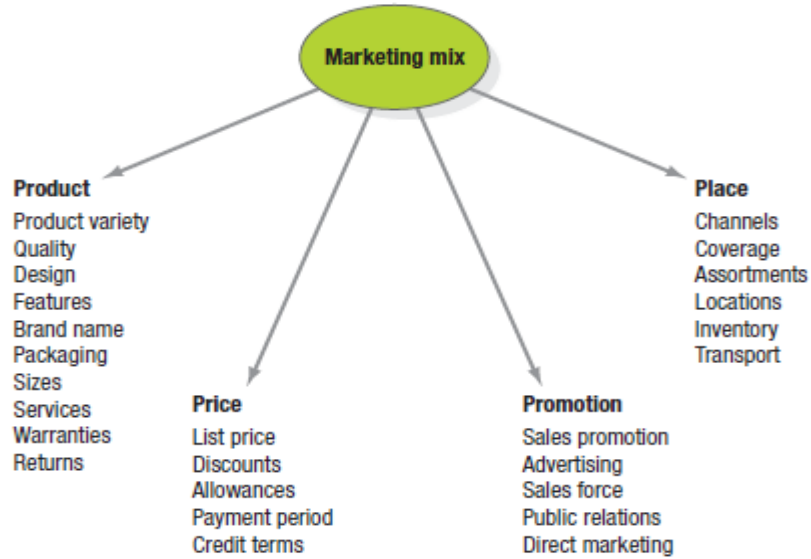 Marketing mix
Product
Product variety
Quality
Design
Features
Brand name
Packaging
Sizes
Services
Warranties
Returns
Price
List price
Discounts
Allowances
Payment period
Credit terms
Promotion
Sales promotion
Advertising
Sales force
Public relations
Direct marketing
Place
Channels
Coverage
Assortments
Locations
Inventory
Transport